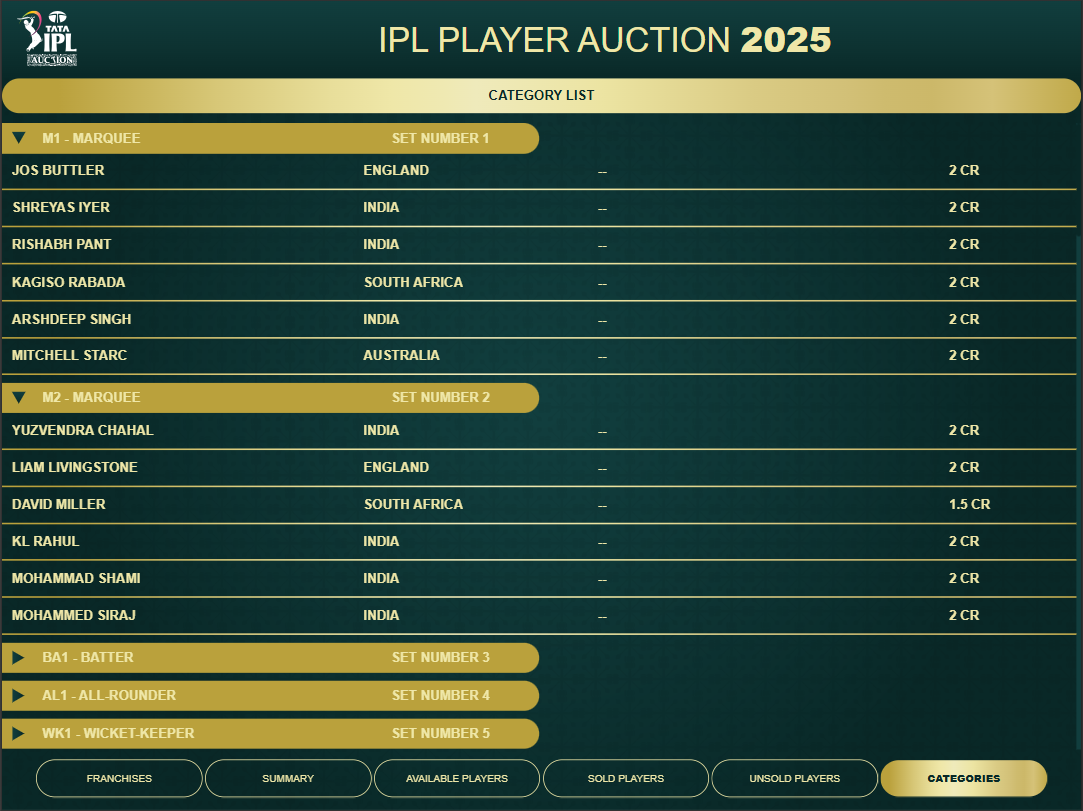 TATA
IPL
AUCTION
IPL PLAYER AUCTION 2025
CATEGORY LIST
M1 - MARQUEE SET NUMBER 1
JOS BUTTLER ENGLAND -- 2 CR
SHREYAS IYER INDIA -- 2 CR
RISHABH PANT INDIA -- 2 CR
KAGISO RABADA SOUTH AFRICA -- 2 CR
ARSHDEEP SINGH INDIA -- 2 CR
MITCHELL STARC AUSTRALIA -- 2 CR
M2 - MARQUEE SET NUMBER 2
YUZVENDRA CHAHAL INDIA -- 2 CR
LIAM LIVINGSTONE ENGLAND -- 2 CR
DAVID MILLER SOUTH AFRICA -- 1.5 CR
KL RAHUL INDIA -- 2 CR
MOHAMMAD SHAMI INDIA -- 2 CR
MOHAMMED SIRAJ INDIA -- 2 CR
BA1 - BATTER SET NUMBER 3
AL1 - ALL-ROUNDER SET NUMBER 4
WK1 - WICKET-KEEPER SET NUMBER 5
FRANCHISES SUMMARY AVAILABLE PLAYERS SOLD PLAYERS UNSOLD PLAYERS CATEGORIES